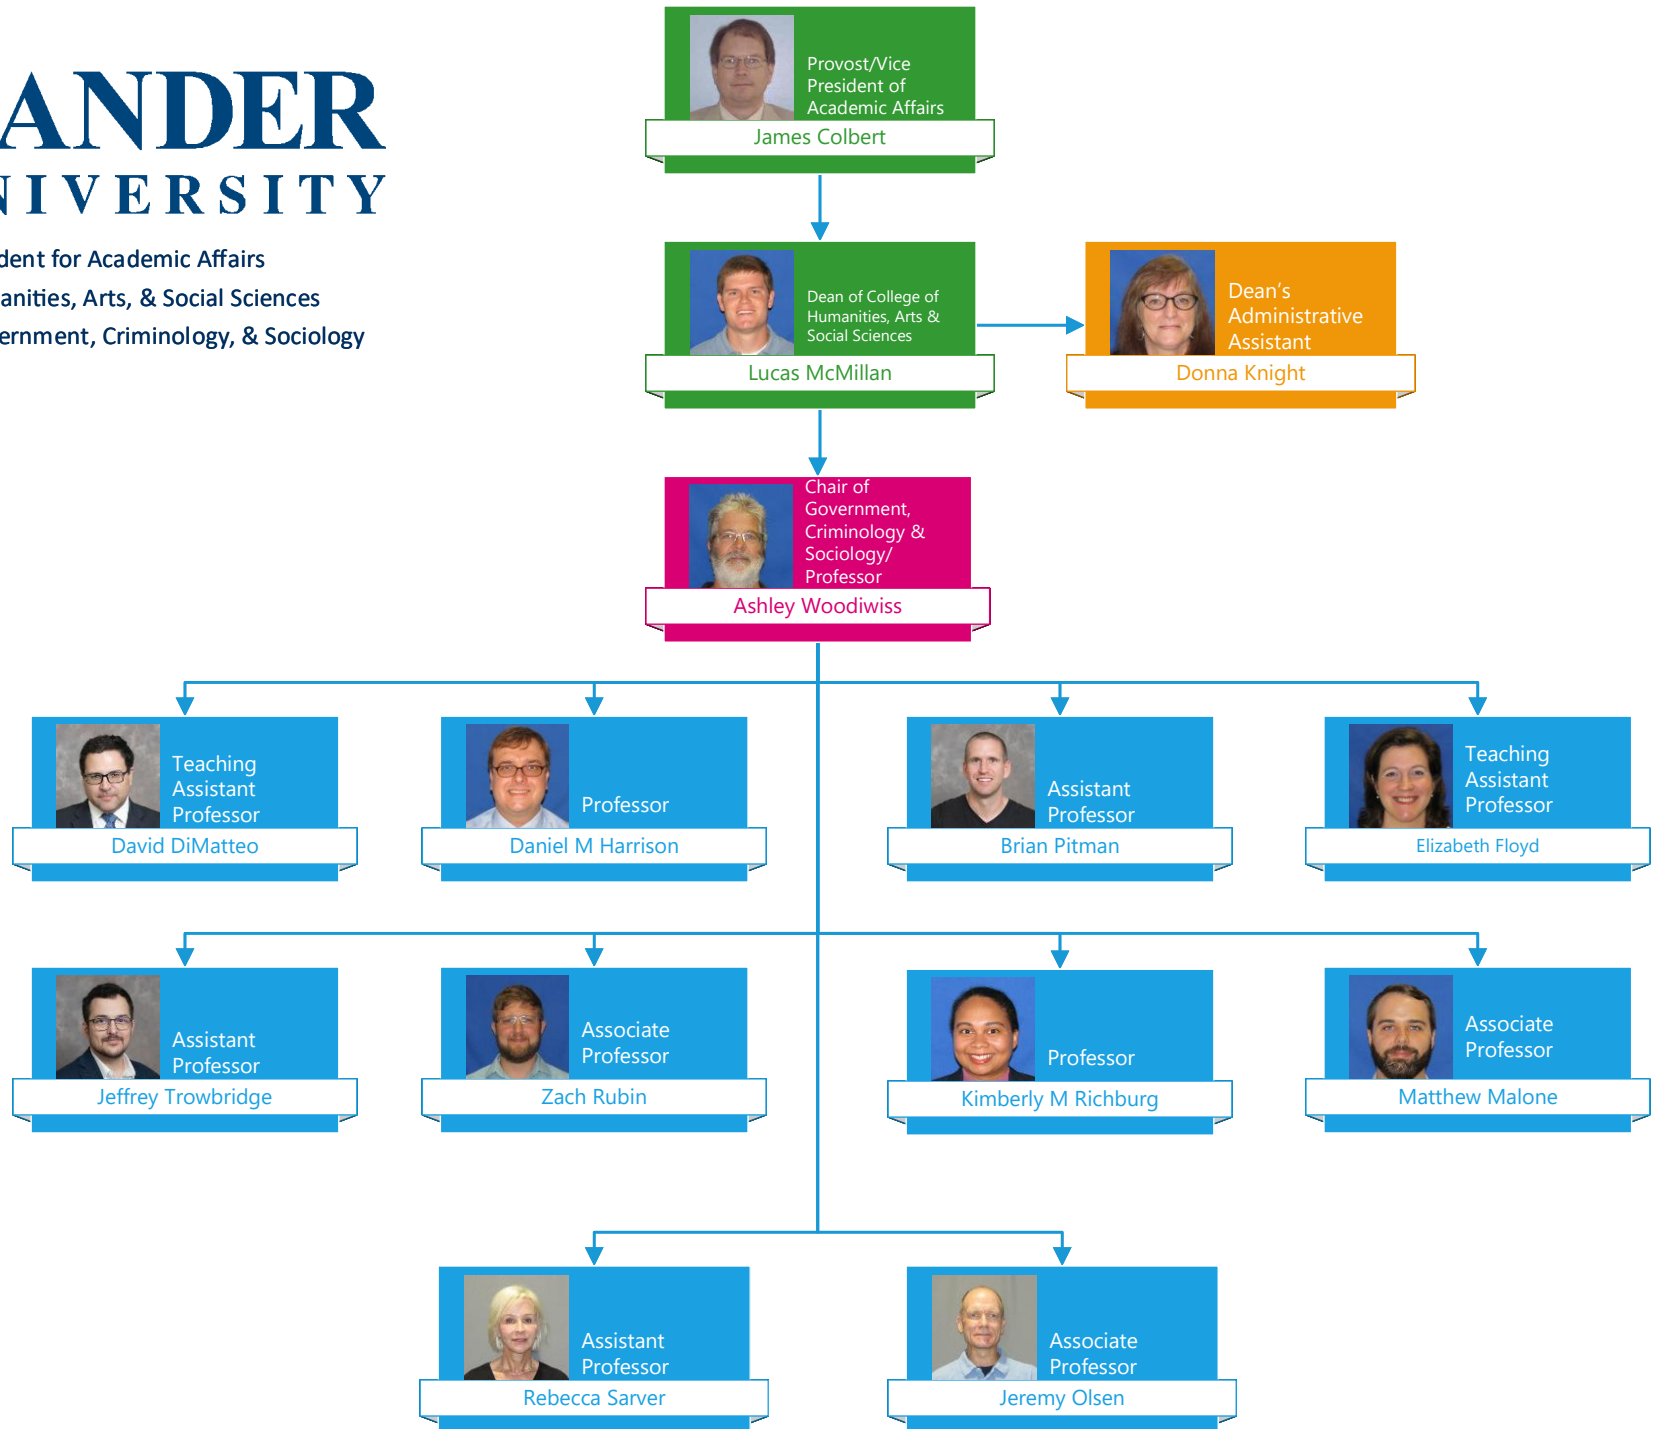 ANDER
NIVERSITY
dent for Academic Affairs
anities, Arts, & Social Sciences
ernment, Criminology, & Sociology
Provost/Vice
President of
Academic Affairs
James Colbert
Dean of College of
Humanities, Arts &
Social Sciences
Lucas McMillan
Dean’s
Administrative
Assistant
Donna Knight
Chair of
Government,
Criminology &
Sociology/
Professor
Ashley Woodiwiss
Teaching
Assistant
Professor
David DiMatteo
Professor
Daniel M Harrison
Assistant
Professor
Brian Pitman
Teaching
Assistant
Professor
Elizabeth Floyd
Assistant
Professor
Jeffrey Trowbridge
Associate
Professor
Zach Rubin
Professor
Kimberly M Richburg
Associate
Professor
Matthew Malone
Assistant
Professor
Rebecca Sarver
Associate
Professor
Jeremy Olsen